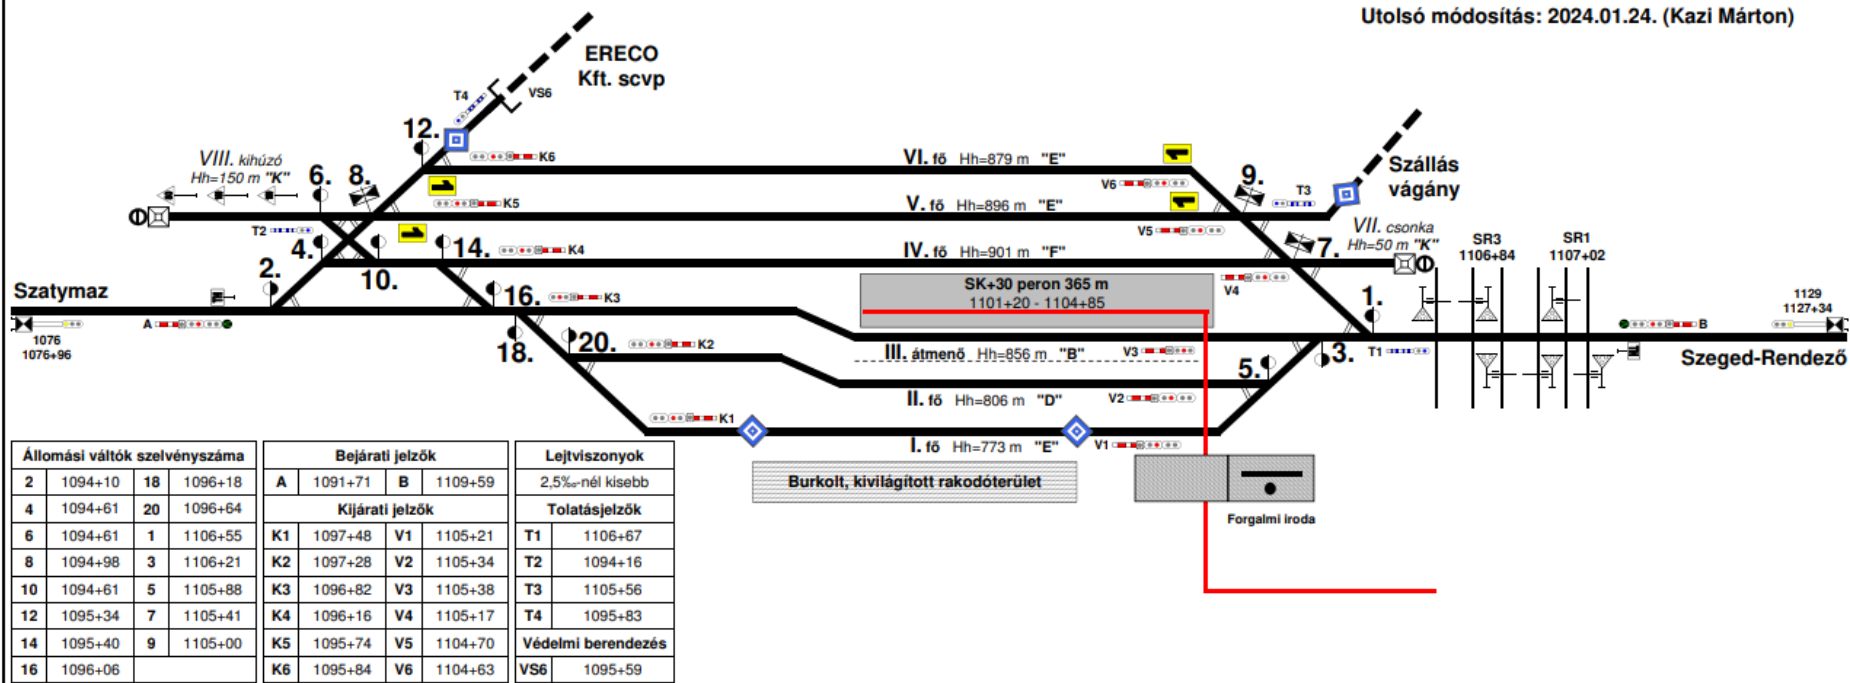 Utolsó módosítás: 2024.01.24. (Kazi Márton)
ERECO
Kft. scvp
T4
VS6
12.
K6
VI. fő Hh=879 m "E"
VIII. kihúzó
Hh=150 m "K"
6.
8.
K5
V. fő Hh=896 m "E"
V6
9.
T3
Szállás
vágány
T2
4.
10.
14.
K4
IV. fő Hh=901 m "F"
V5
7.
VII. csonka
Hh=50 m "K"
SR3
1106+84
SR1
1107+02
2.
Szatymaz
A
16.
K3
SK+30 peron 365 m
1101+20 - 1104+85
V4
1.
1129
1127+34
B
1076
1076+96
18.
20.
K2
III. átmenő Hh=856 m "B"
V3
3.
T1
Szeged-Rendező
5.
II. fő Hh=806 m "D"
V2
K1
I. fő Hh=773 m "E"
V1
Burkolt, kivilágított rakodóterület
Forgalmi iroda
Állomási váltók szelvényszáma
2 1094+10 18 1096+18
4 1094+61 20 1096+64
6 1094+61 1 1106+55
8 1094+98 3 1106+21
10 1094+61 5 1105+88
12 1095+34 7 1105+41
14 1095+40 9 1105+00
16 1096+06
Bejárati jelzők
A 1091+71 B 1109+59
Kijárati jelzők
K1 1097+48 V1 1105+21
K2 1097+28 V2 1105+34
K3 1096+82 V3 1105+38
K4 1096+16 V4 1105+17
K5 1095+74 V5 1104+70
K6 1095+84 V6 1104+63
Lejtviszonyok
2,5‰-nél kisebb
Tolatásjelzők
T1 1106+67
T2 1094+16
T3 1105+56
T4 1095+83
Védelmi berendezés
VS6 1095+59